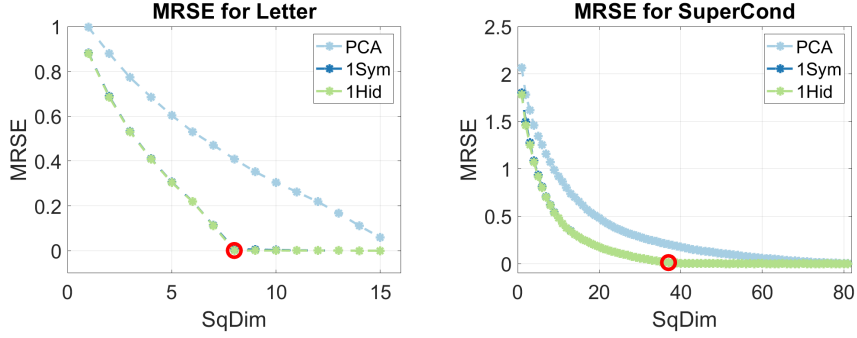 MRSE for Letter
1
0.8
0.6
0.4
0.2
0
MRSE
0
5
10
15
SqDim
PCA
1Sym
1Hid
MRSE for SuperCond
2.5
2
1.5
1
0.5
0
MRSE
0
20
40
60
80
SqDim
PCA
1Sym
1Hid